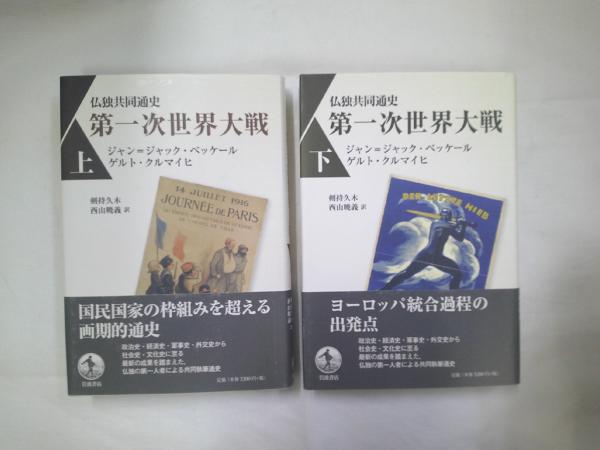 仏独共同通史
第一次世界大戦
上
ジャン=ジャック・ベッケール
ゲルト・クルマイヒ
剣持久木
西山暁義 訳
14 JUILLET 1916
JOURNÉE DE PARIS
国民国家の枠組みを超える
画期的通史
政治史・経済史・軍事史・外交史から
社会史・文化史に至る
最新の成果を踏まえた、
仏独の第一人者による共同執筆通史
岩波書店
仏独共同通史
第一次世界大戦
下
ジャン=ジャック・ベッケール
ゲルト・クルマイヒ
剣持久木
西山暁義 訳
DER LETZTE HIEB
ヨーロッパ統合過程の
出発点
政治史・経済史・軍事史・外交史から
社会史・文化史に至る
最新の成果を踏まえた、
仏独の第一人者による共同執筆通史
岩波書店